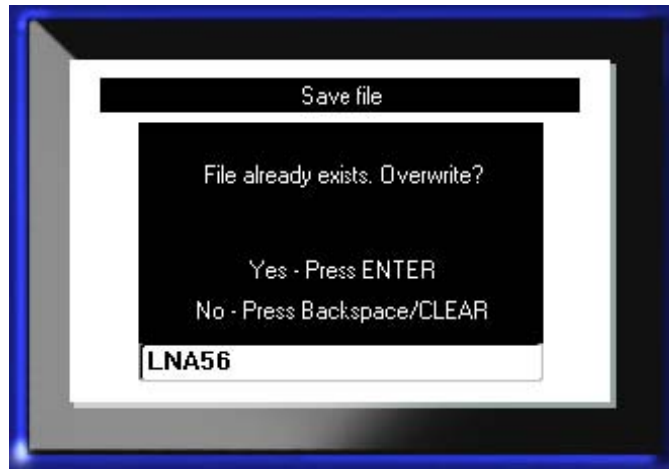 Save file
File already exists. Overwrite?
Yes - Press ENTER
No - Press Backspace/CLEAR
LNA56